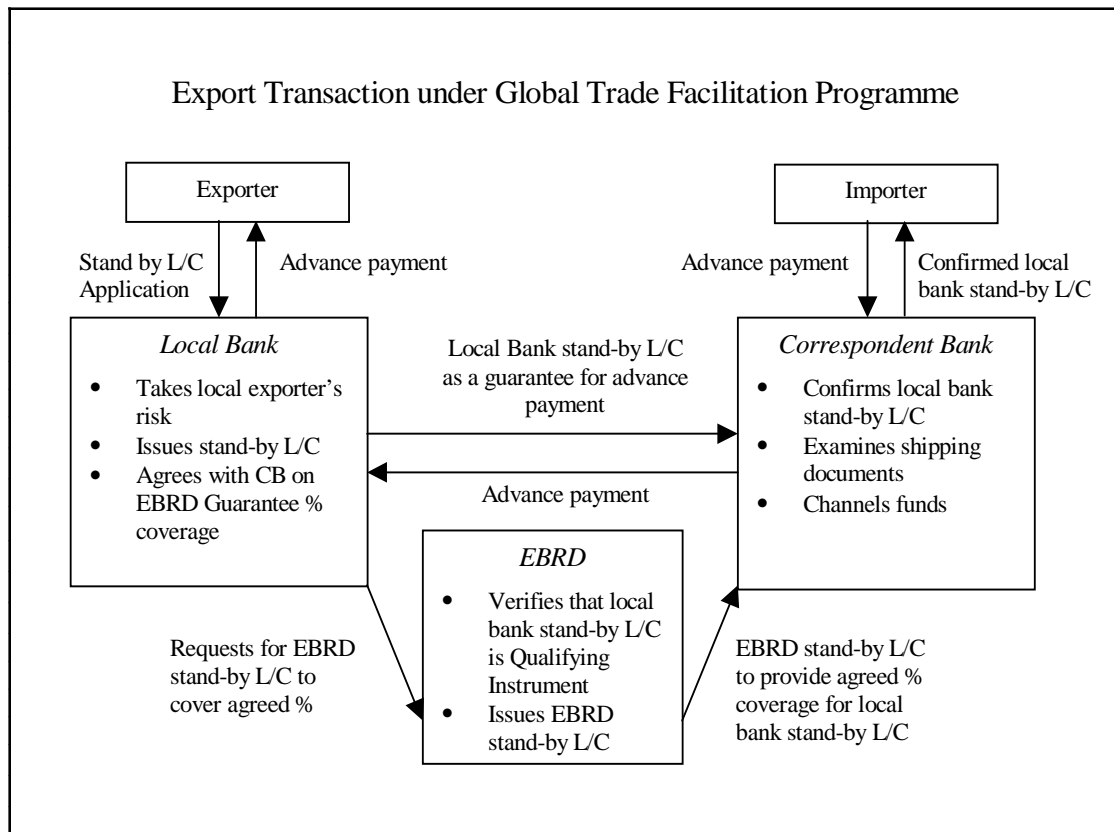 Export Transaction under Global Trade Facilitation Programme
Exporter
Importer
Stand by L/C
Application
Advance payment
Advance payment
Confirmed local
bank stand-by L/C
Local Bank
• Takes local exporter’s
risk
• Issues stand-by L/C
• Agrees with CB on
EBRD Guarantee %
coverage
Local Bank stand-by L/C
as a guarantee for advance
payment
Advance payment
Correspondent Bank
• Confirms local bank
stand-by L/C
• Examines shipping
documents
• Channels funds
Requests for EBRD
stand-by L/C to
cover agreed %
EBRD
• Verifies that local
bank stand-by L/C
is Qualifying
Instrument
• Issues EBRD
stand-by L/C
EBRD stand-by L/C
to provide agreed %
coverage for local
bank stand-by L/C